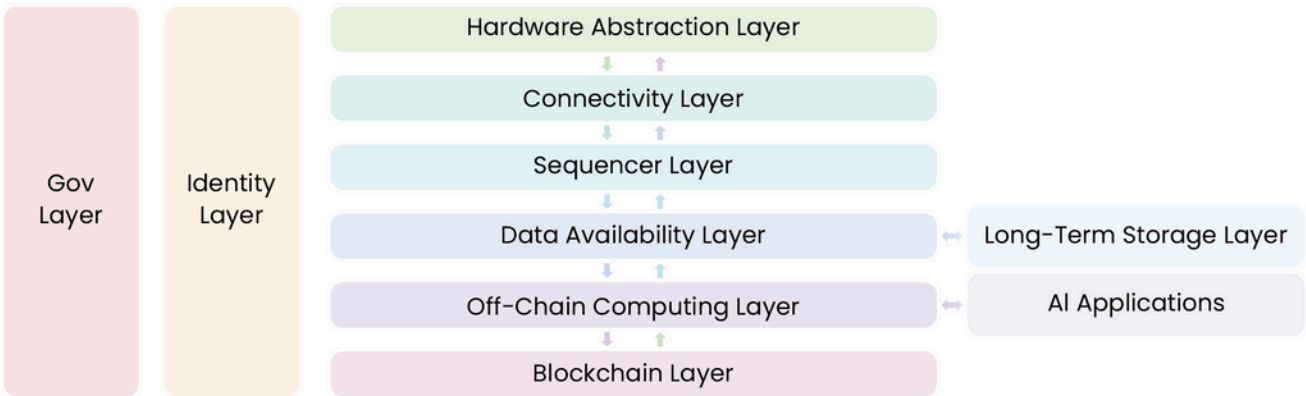 Gov
Layer
Identity
Layer
Hardware Abstraction Layer
Connectivity Layer
Sequencer Layer
Data Availability Layer
Long-Term Storage Layer
Off-Chain Computing Layer
AI Applications
Blockchain Layer